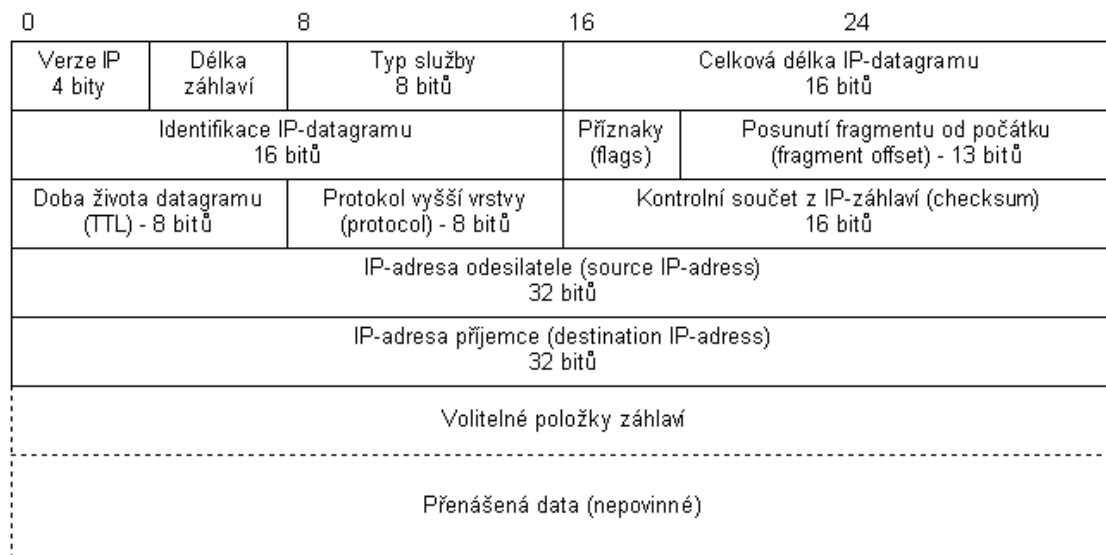 0 8 16 24
Verze IP
4 bity
Délka
záhlaví
Typ služby
8 bitů
Celková délka IP-datagramu
16 bitů
Identifikace IP-datagramu
16 bitů
Příznaky
(flags)
Posunutí fragmentu od počátku
(fragment offset) - 13 bitů
Doba života datagramu
(TTL) - 8 bitů
Protokol vyšší vrstvy
(protocol) - 8 bitů
Kontrolní součet z IP-záhlaví (checksum)
16 bitů
IP-adresa odesilatele (source IP-adress)
32 bitů
IP-adresa příjemce (destination IP-adress)
32 bitů
Volitelné položky záhlaví
Přenášená data (nepovinné)